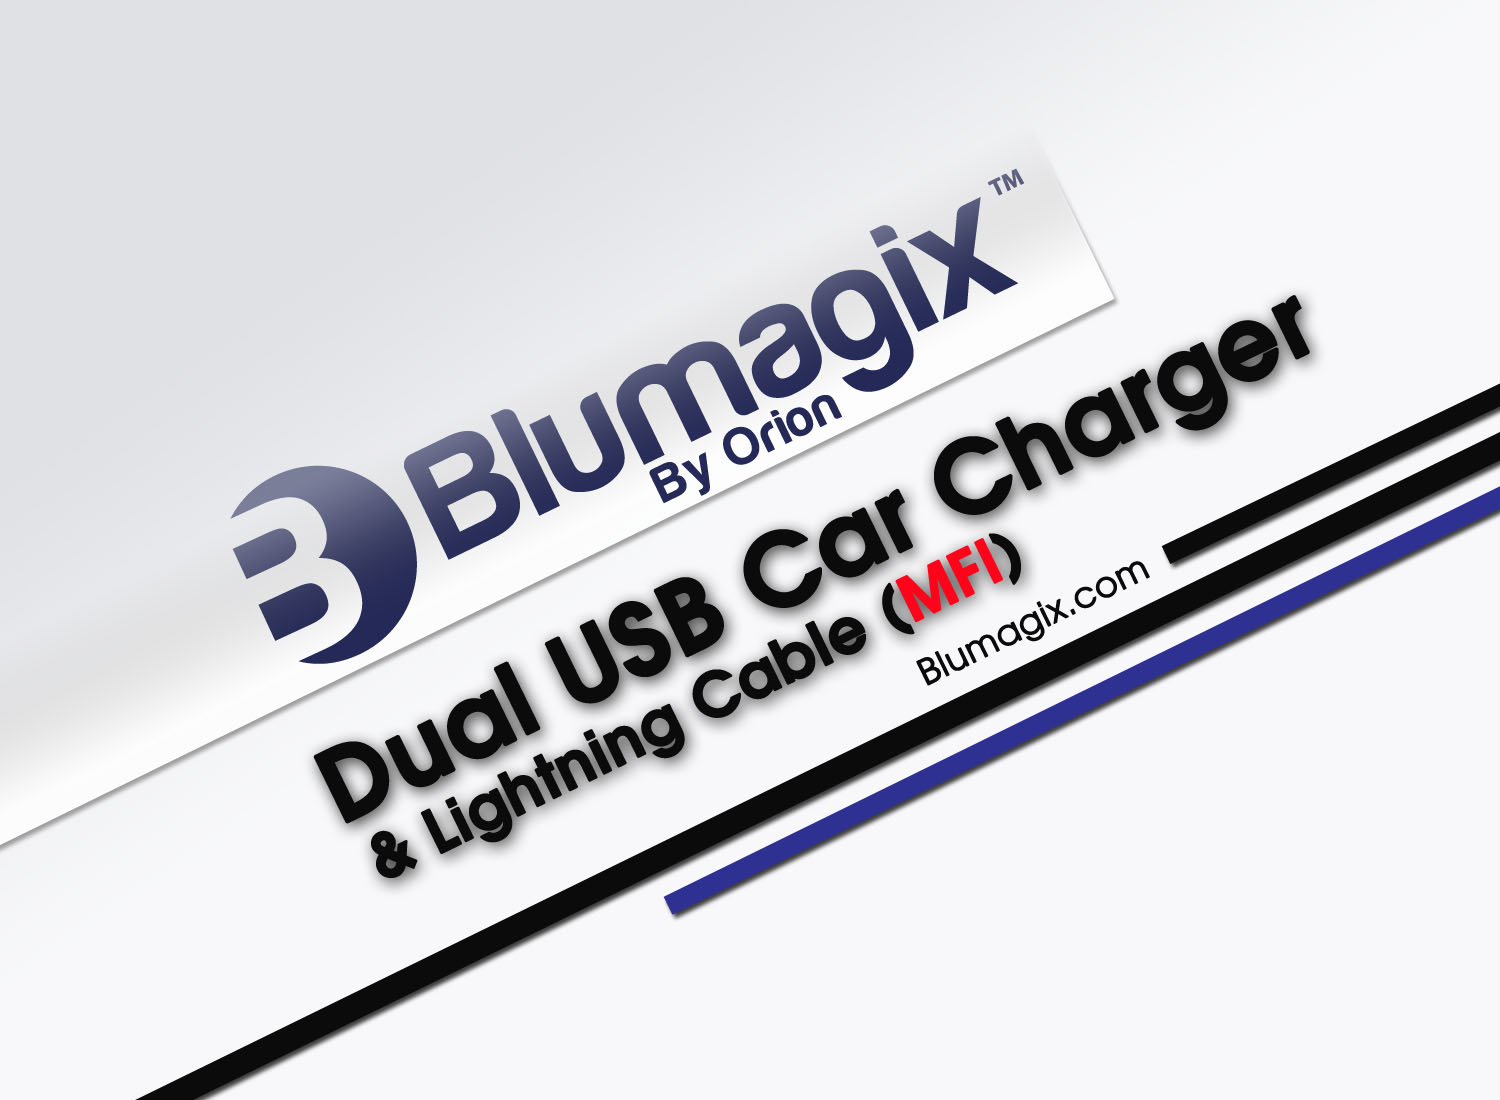 Blumagix™
By Orion
Dual USB Car Charger
& Lightning Cable (MFI)
Blumagix.com